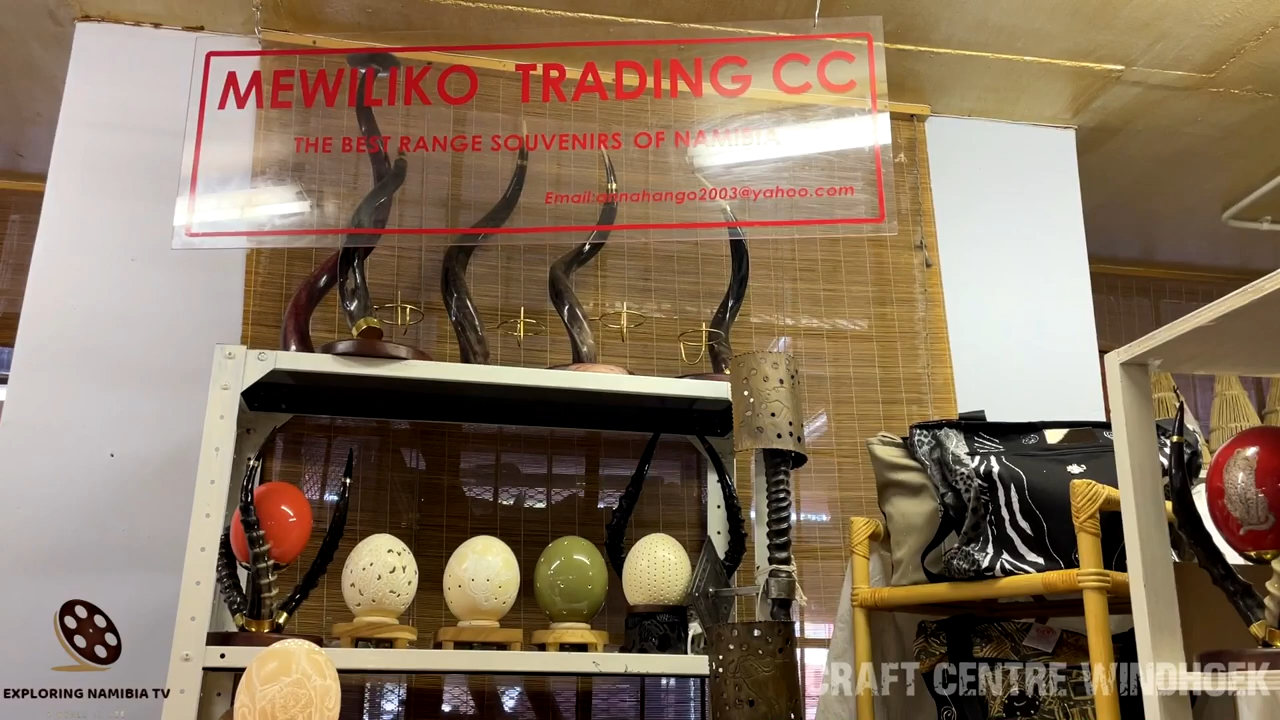 MEWILIKO TRADING CC
THE BEST RANGE SOUVENIRS OF NAMIBIA
Email:annahango2003@yahoo.com
EXPLORING NAMIBIA TV
CRAFT CENTRE WINDHOEK